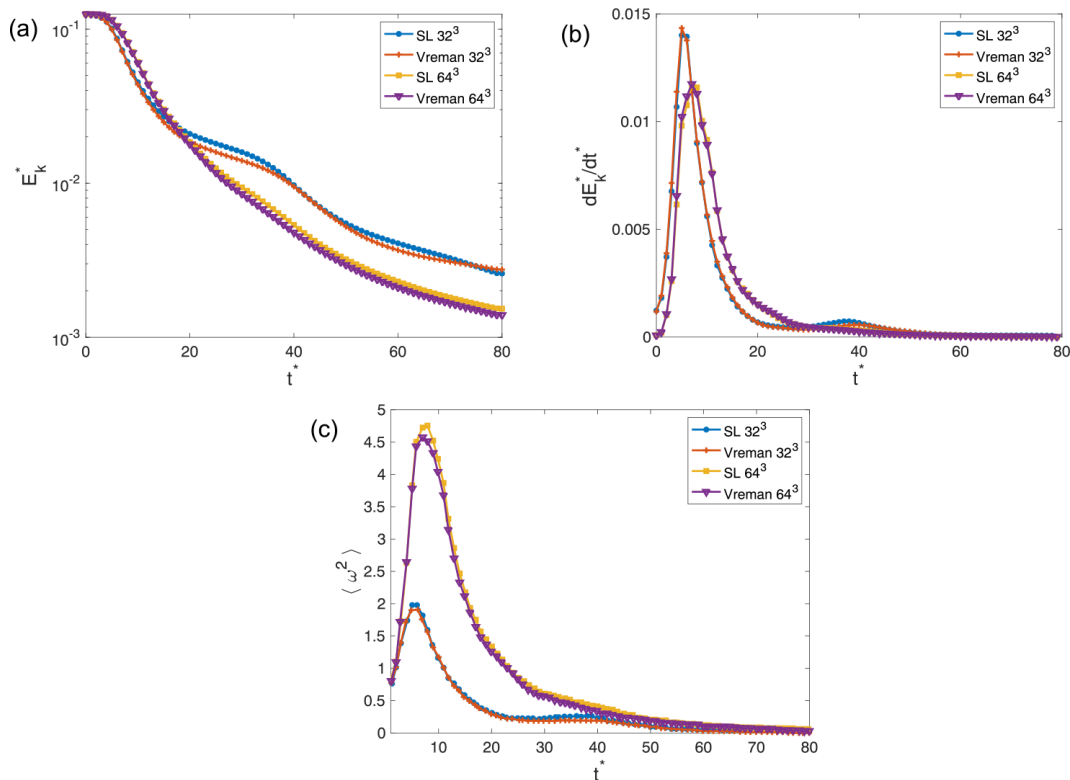 (a)
10^-1
10^-2
10^-3
E_k^*
0 20 40 60 80
t^*
SL 32^3
Vreman 32^3
SL 64^3
Vreman 64^3
(b)
0.015
0.01
0.005
0
dE_k^*/dt^*
0 20 40 60 80
t^*
SL 32^3
Vreman 32^3
SL 64^3
Vreman 64^3
(c)
5
4.5
4
3.5
3
2.5
2
1.5
1
0.5
0
⟨ ω^2 ⟩
10 20 30 40 50 60 70 80
t^*
SL 32^3
Vreman 32^3
SL 64^3
Vreman 64^3